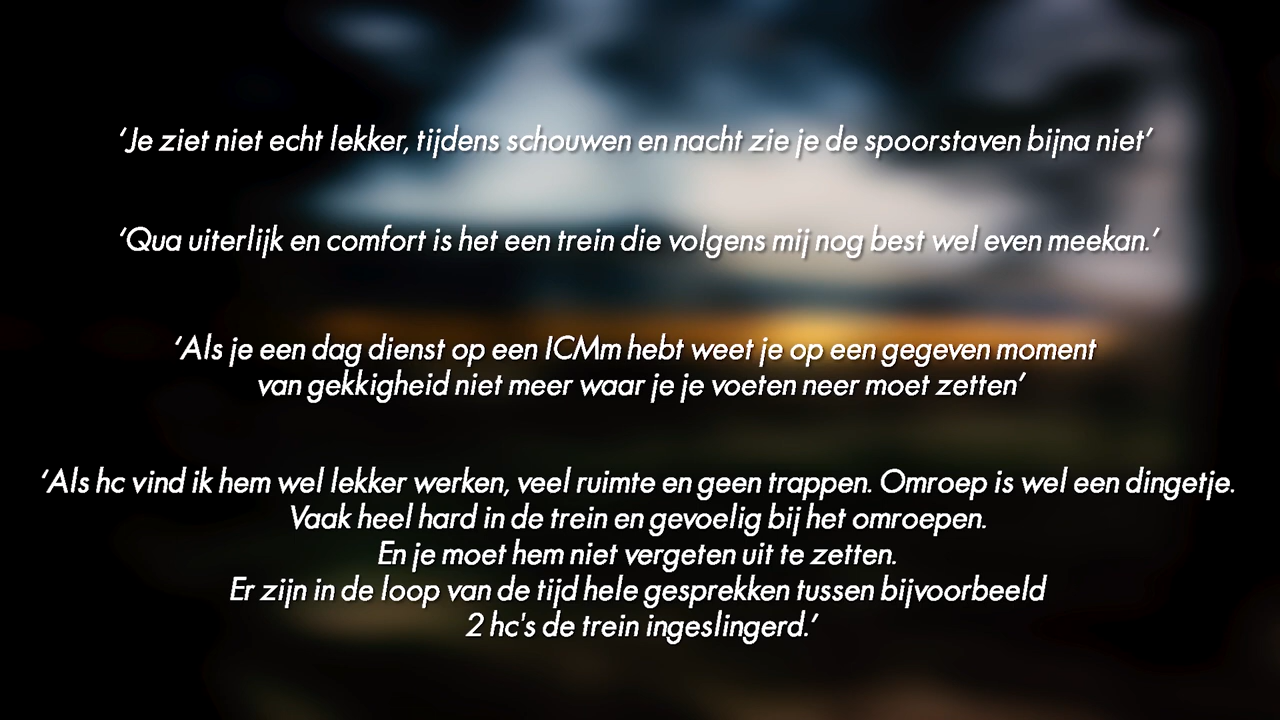 ‘Je ziet niet echt lekker, tijdens schouwen en nacht zie je de spoorstaven bijna niet’
‘Qua uiterlijk en comfort is het een trein die volgens mij nog best wel even meekan.’
‘Als je een dag dienst op een ICMm hebt weet je op een gegeven moment
van gekkigheid niet meer waar je je voeten neer moet zetten’
‘Als hc vind ik hem wel lekker werken, veel ruimte en geen trappen. Omroep is wel een dingetje.
Vaak heel hard in de trein en gevoelig bij het omroepen.
En je moet hem niet vergeten uit te zetten.
Er zijn in de loop van de tijd hele gesprekken tussen bijvoorbeeld
2 hc's de trein ingeslingerd.’